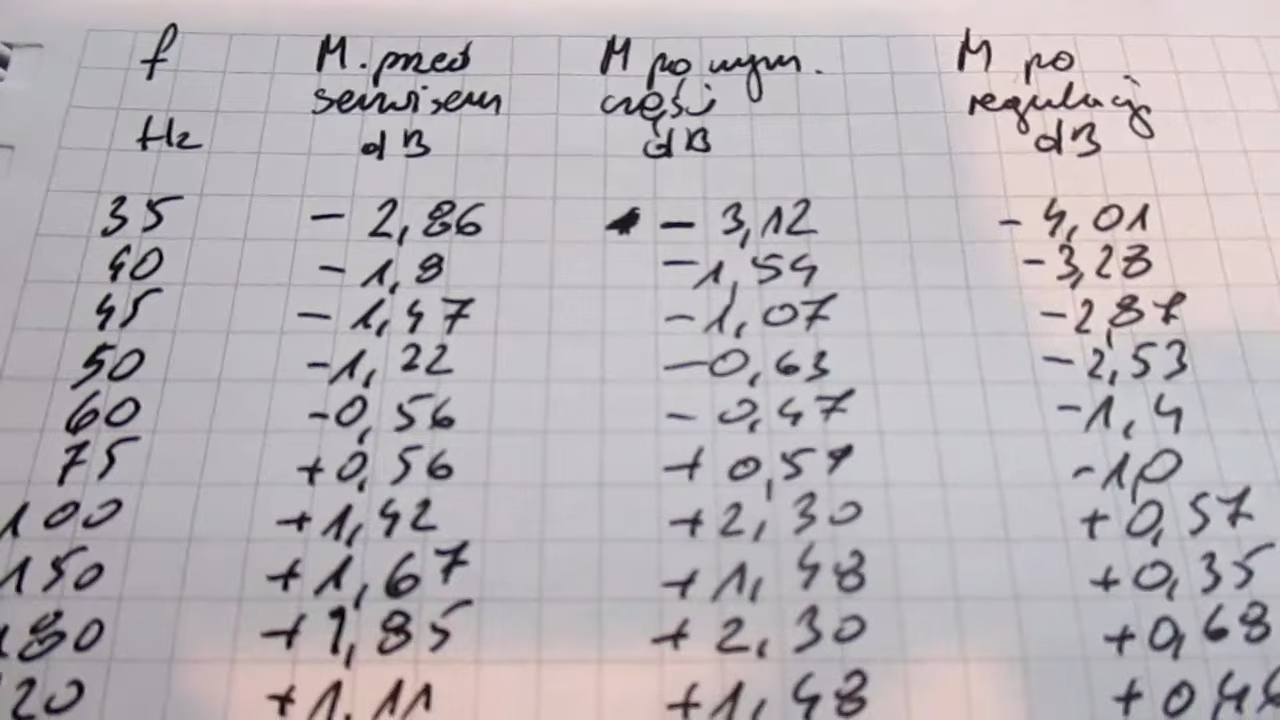 f M. przed M po wym. M po
serwisem części regulacji
Hz dB dB dB
35 - 2,86 - 3,12 - 4,01
40 - 1,8 - 1,54 - 3,28
45 - 1,47 - 1,07 - 2,87
50 - 1,22 - 0,63 - 2,53
60 - 0,56 - 0,47 - 1,4
75 + 0,56 + 0,57 - 1,0
100 + 1,42 + 2,30 + 0,57
150 + 1,67 + 1,48 + 0,35
180 + 1,85 + 2,30 + 0,68
20 + 1,11 + 1,48